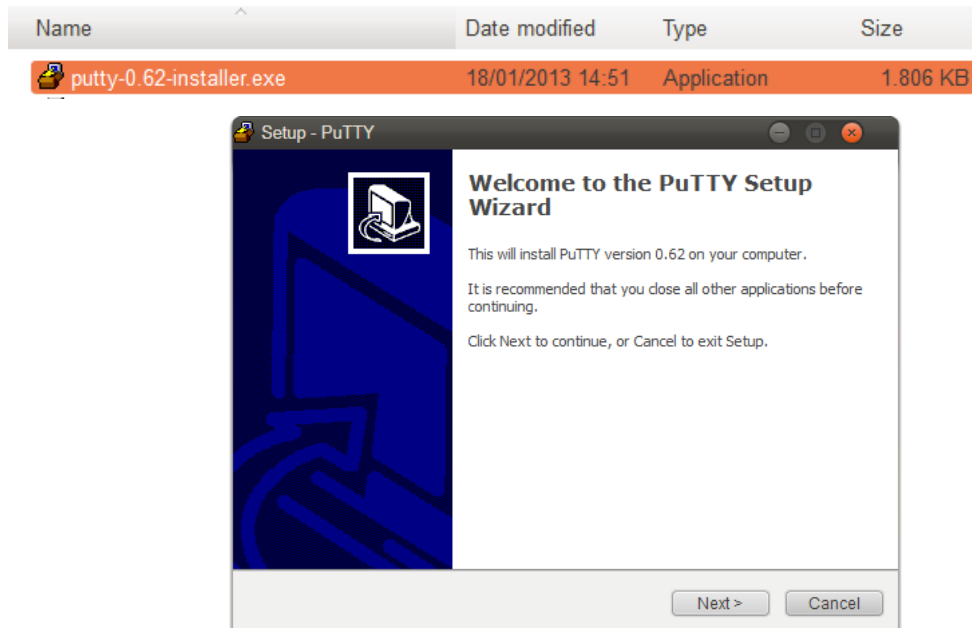 Name Date modified Type Size
putty-0.62-installer.exe 18/01/2013 14:51 Application 1.806 KB
Setup - PuTTY
Welcome to the PuTTY Setup
Wizard
This will install PuTTY version 0.62 on your computer.
It is recommended that you close all other applications before
continuing.
Click Next to continue, or Cancel to exit Setup.
Next > Cancel